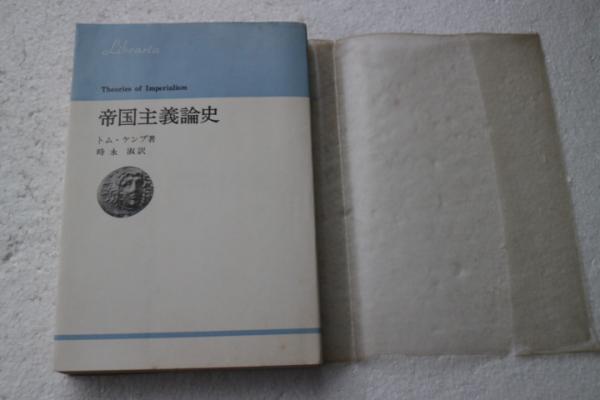 Libraria
Theories of Imperialism
帝国主義論史
トム・ケンプ著
時永 淑訳